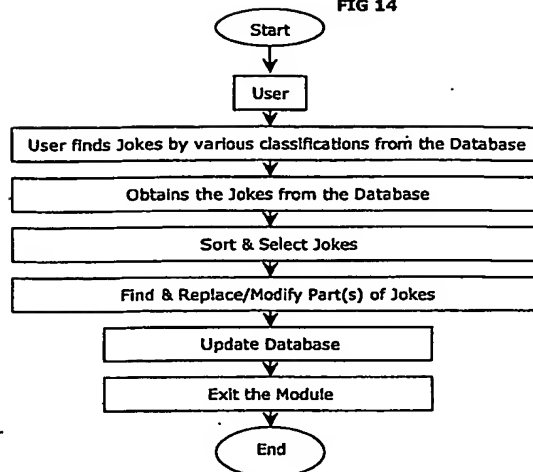 FIG 14
Start
User
User finds Jokes by various classifications from the Database
Obtains the Jokes from the Database
Sort & Select Jokes
Find & Replace/Modify Part(s) of Jokes
Update Database
Exit the Module
End